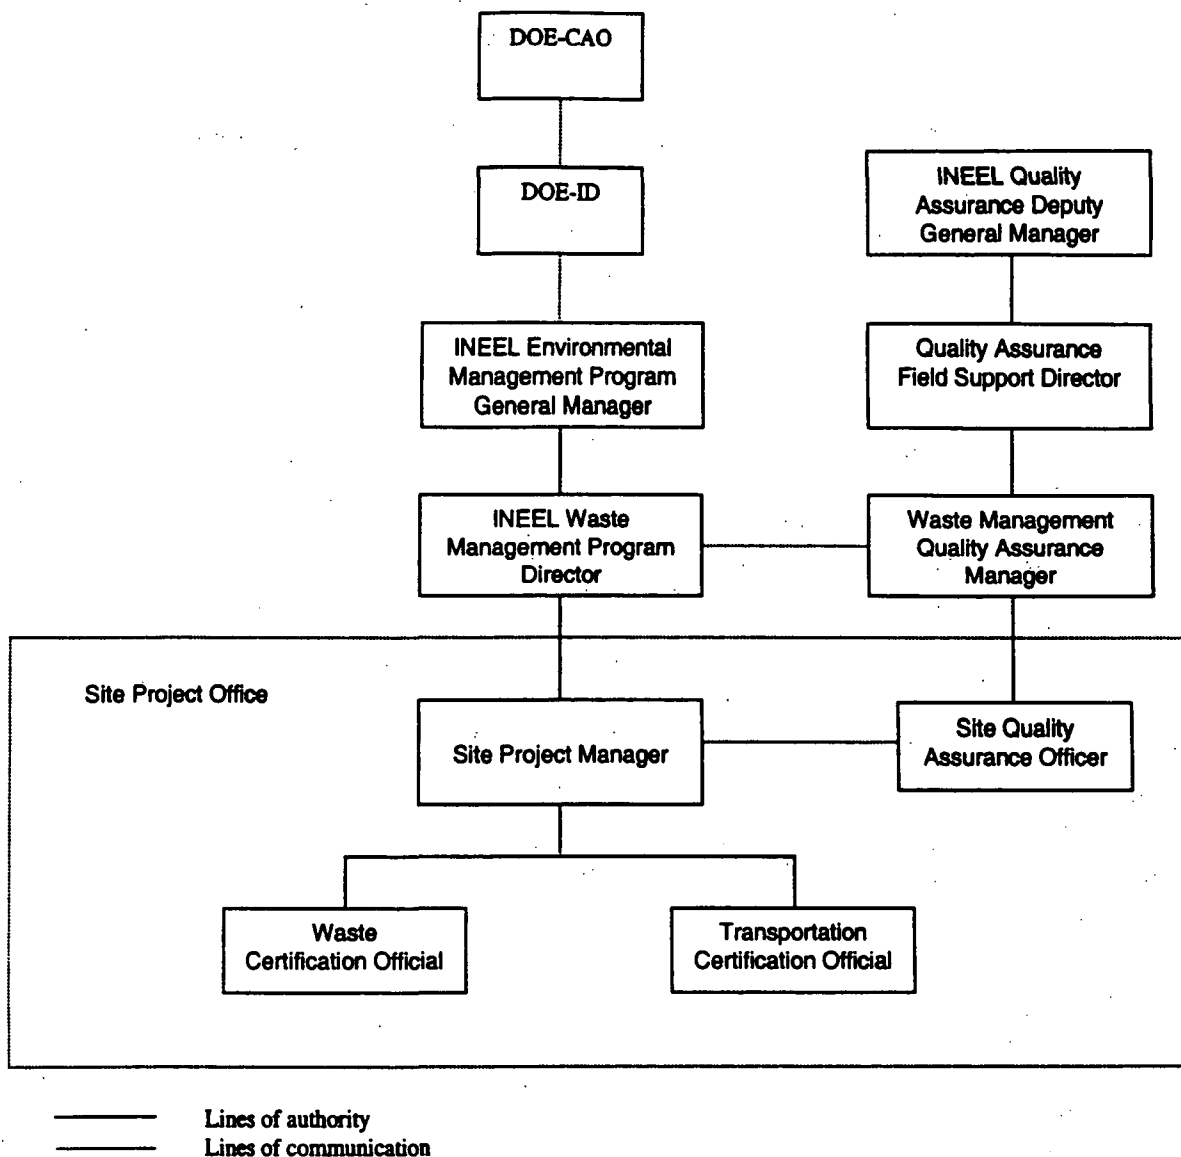 DOE-CAO
DOE-ID
INEEL Quality
Assurance Deputy
General Manager
INEEL Environmental
Management Program
General Manager
Quality Assurance
Field Support Director
INEEL Waste
Management Program
Director
Waste Management
Quality Assurance
Manager
Site Project Office
Site Project Manager
Site Quality
Assurance Officer
Waste
Certification Official
Transportation
Certification Official
Lines of authority
Lines of communication